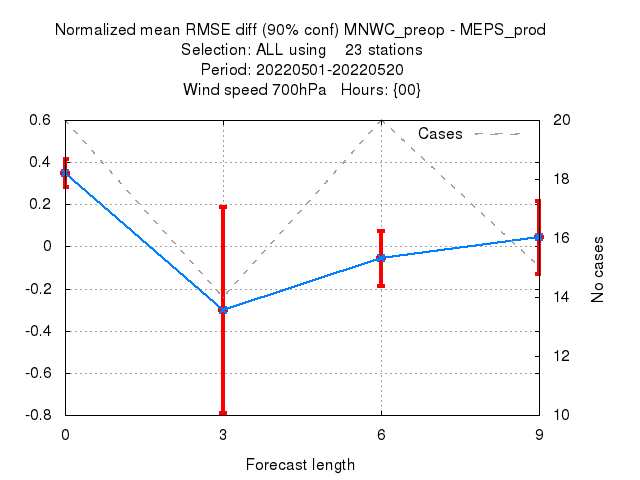 Normalized mean RMSE diff (90% conf) MNWC_preop - MEPS_prod
Selection: ALL using    23 stations
Period: 20220501-20220520
Wind speed 700hPa   Hours: {00}
0.6
0.4
0.2
0
-0.2
-0.4
-0.6
-0.8
Cases
20
18
16
14
12
10
No cases
0 3 6 9
Forecast length